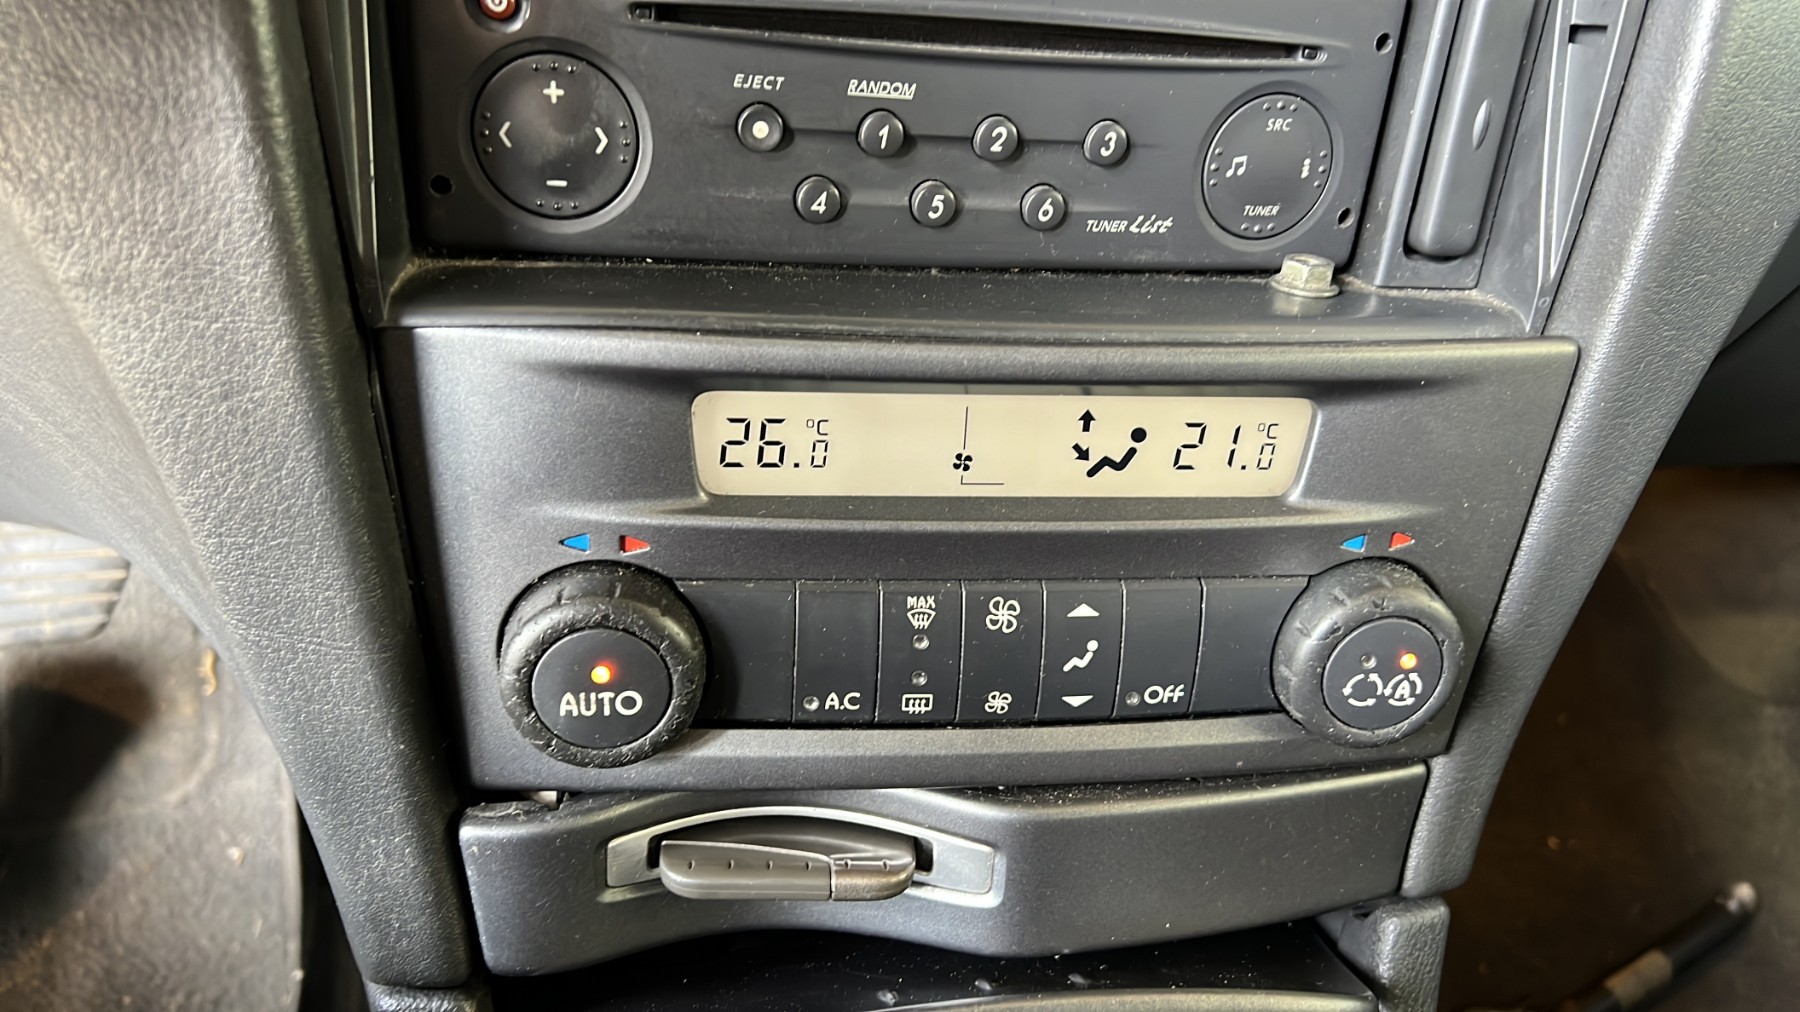 EJECT RANDOM
1 2 3
SRC
4 5 6
TUNER List
TUNER
26.0 °C
21.0 °C
MAX
AUTO
A.C
Off
A